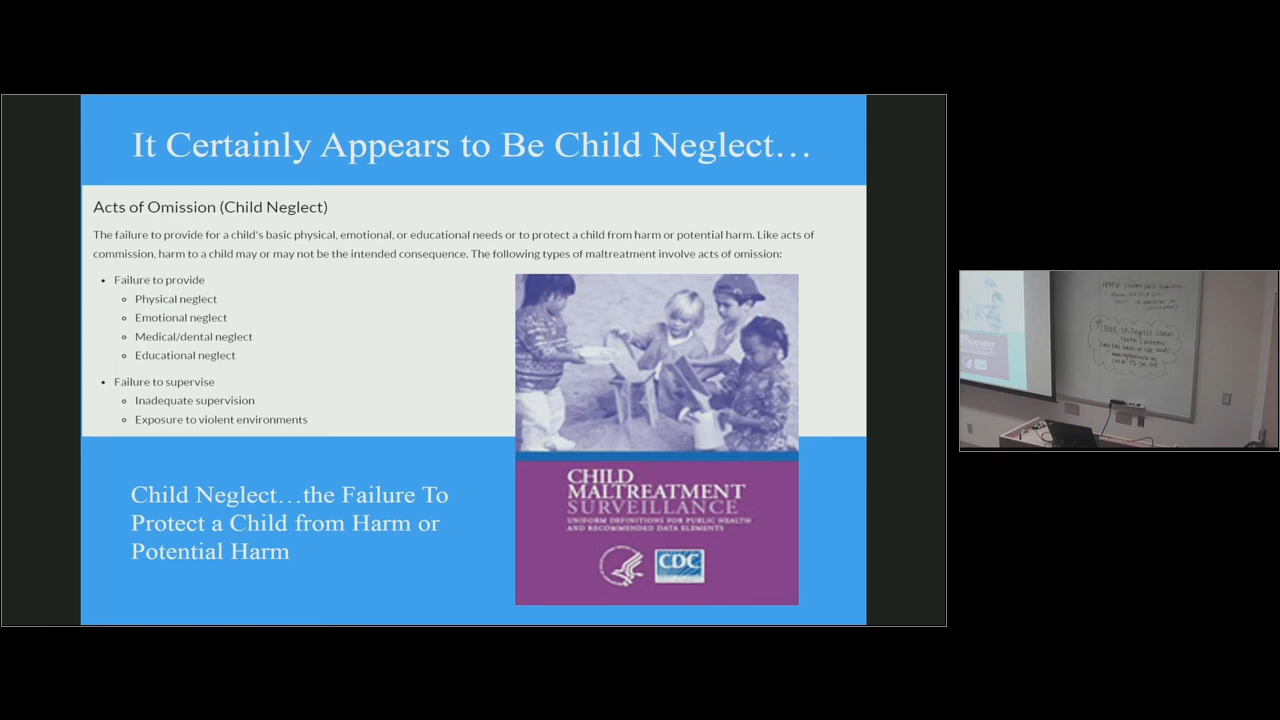 It Certainly Appears to Be Child Neglect…
Acts of Omission (Child Neglect)
The failure to provide for a child's basic physical, emotional, or educational needs or to protect a child from harm or potential harm. Like acts of
commission, harm to a child may or may not be the intended consequence. The following types of maltreatment involve acts of omission:
• Failure to provide
◦ Physical neglect
◦ Emotional neglect
◦ Medical/dental neglect
◦ Educational neglect
• Failure to supervise
◦ Inadequate supervision
◦ Exposure to violent environments
Child Neglect…the Failure To
Protect a Child from Harm or
Potential Harm
CHILD
MALTREATMENT
SURVEILLANCE
UNIFORM DEFINITIONS FOR PUBLIC HEALTH
AND RECOMMENDED DATA ELEMENTS
CDC